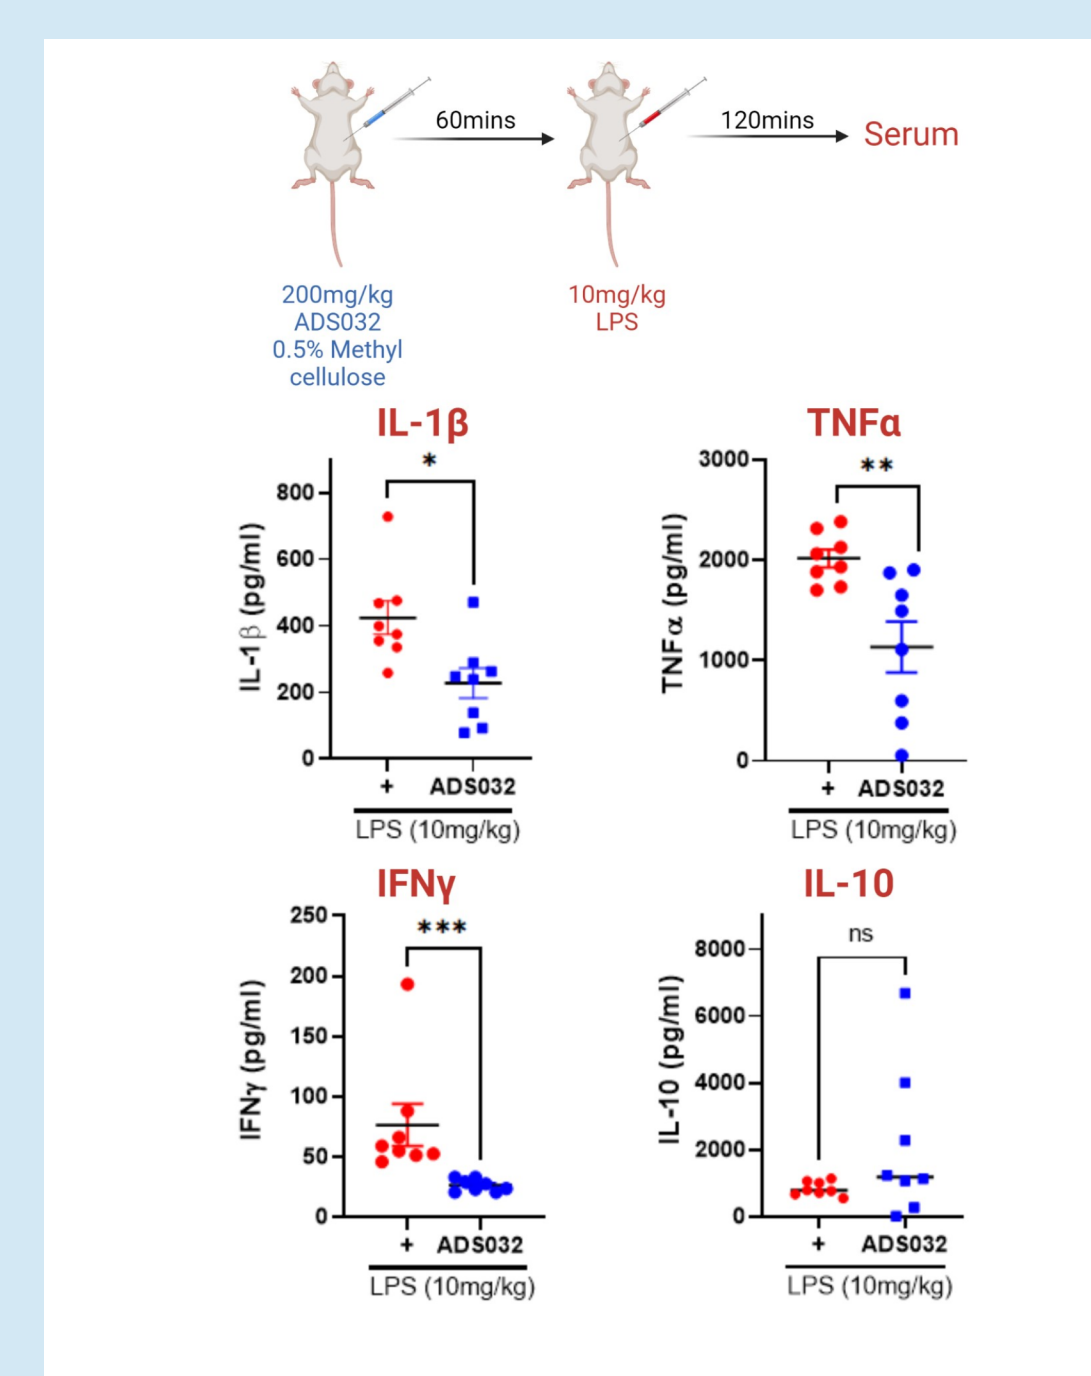 60mins
120mins
Serum
200mg/kg
ADS032
0.5% Methyl
cellulose
10mg/kg
LPS
IL-1β
*
IL-1β (pg/ml)
800
600
400
200
0
+
ADS032
LPS (10mg/kg)
TNFα
**
TNFα (pg/ml)
3000
2000
1000
0
+
ADS032
LPS (10mg/kg)
IFNγ
***
IFNγ (pg/ml)
250
200
150
100
50
0
+
ADS032
LPS (10mg/kg)
IL-10
ns
IL-10 (pg/ml)
8000
6000
4000
2000
0
+
ADS032
LPS (10mg/kg)